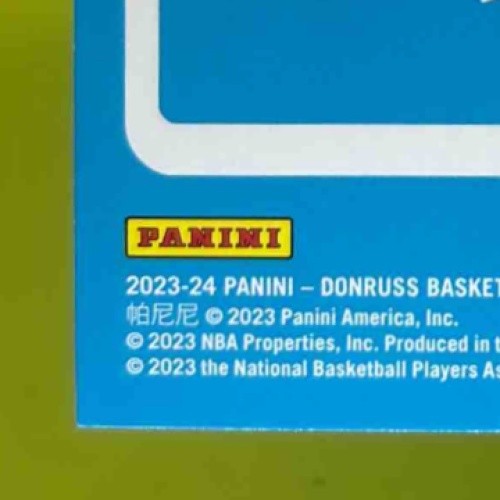 PANINI
2023-24 PANINI – DONRUSS BASKET
帕尼尼 © 2023 Panini America, Inc.
© 2023 NBA Properties, Inc. Produced in t
© 2023 the National Basketball Players As